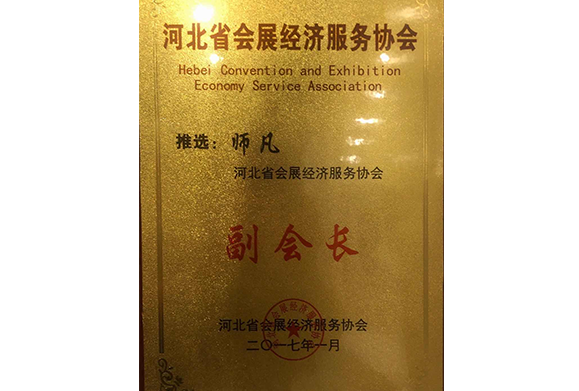 河北省会展经济服务协会
Hebei Convention and Exhibition
Economy Service Association
推选：师凡
河北省会展经济服务协会
副会长
河北省会展经济服务协会
二〇一七年一月